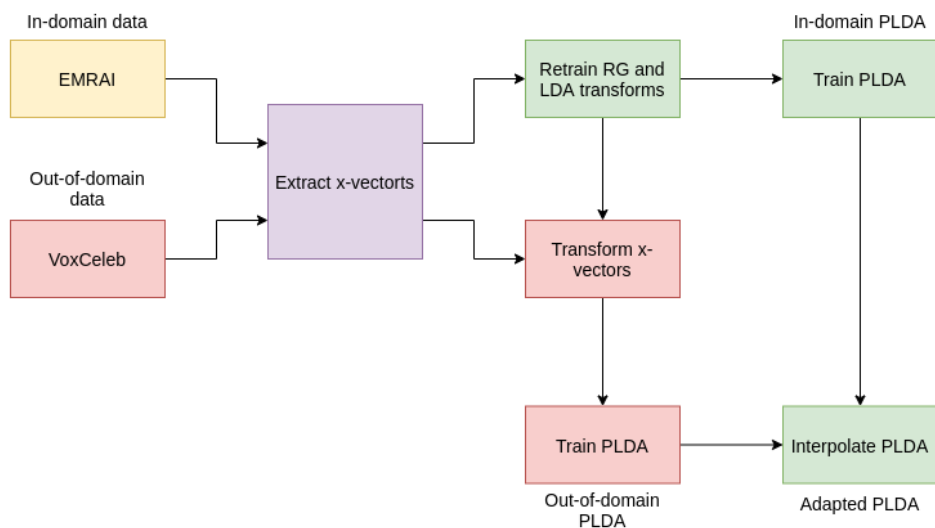 In-domain data
EMRAI
Out-of-domain
data
VoxCeleb
Extract x-vectorts
Retrain RG and
LDA transforms
In-domain PLDA
Train PLDA
Transform x-
vectors
Train PLDA
Out-of-domain
PLDA
Interpolate PLDA
Adapted PLDA